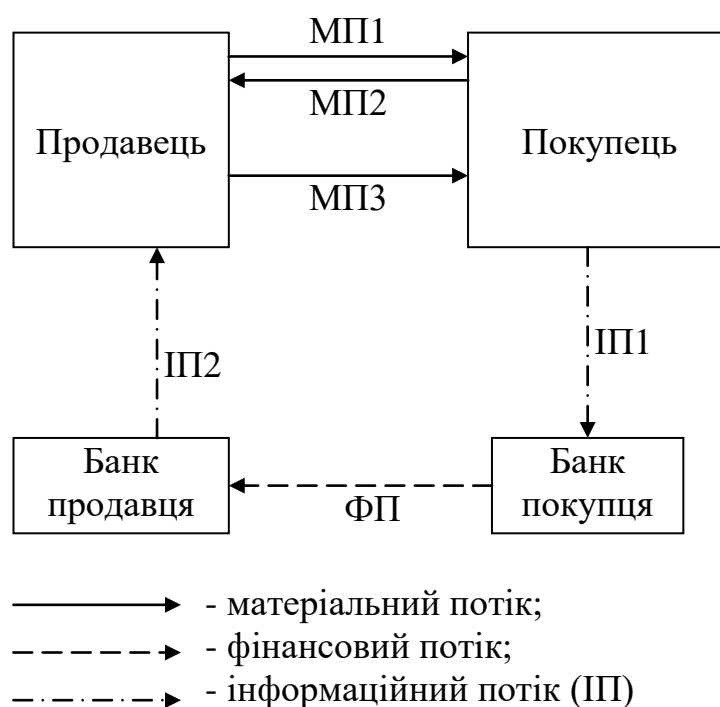 МП1
МП2
Продавець
Покупець
МП3
ІП2
ІП1
Банк
продавця
Банк
покупця
ФП
- матеріальний потік;
- фінансовий потік;
- інформаційний потік (ІП)